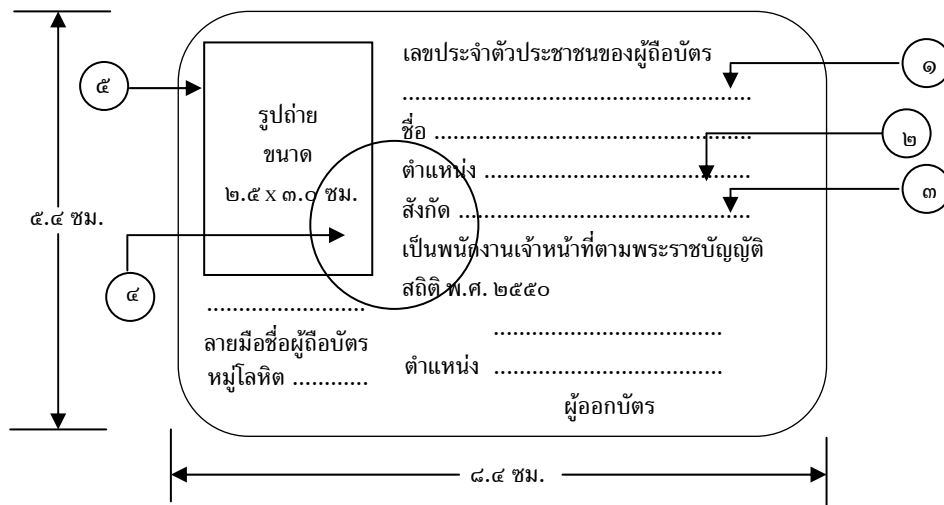 เลขประจำตัวประชาชนของผู้ถือบัตร
๑
๕
..................................................
รูปถ่าย
ชื่อ ..................................................
๒
ขนาด
ตำแหน่ง ..................................................
๒.๕ x ๓.๐ ซม.
๓
สังกัด ..................................................
๕.๔ ซม.
เป็นพนักงานเจ้าหน้าที่ตามพระราชบัญญัติ
๔
สถิติ พ.ศ. ๒๕๕๐
..........................
ลายมือชื่อผู้ถือบัตร
หมู่โลหิต ............
......................................
ตำแหน่ง ......................................
ผู้ออกบัตร
๘.๔ ซม.